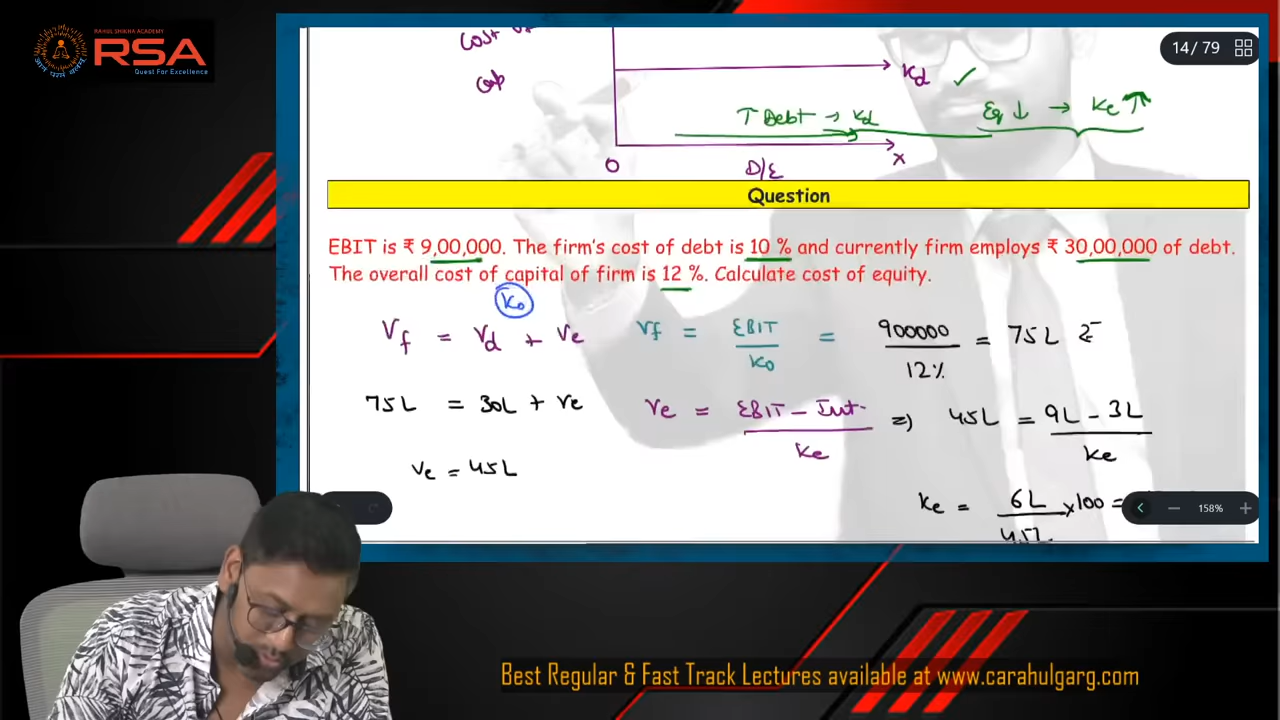 RAHUL SHIKHA ACADEMY
RSA
Quest For Excellence
14 / 79
Cost
Kd ✓
↑ Debt → Kd
Eq ↓ → Ke ↑
0
D/E
X
Question
EBIT is ₹ 9,00,000. The firm's cost of debt is 10 % and currently firm employs ₹ 30,00,000 of debt.
The overall cost of capital of firm is 12 %. Calculate cost of equity.
Ko
Vf = Vd + Ve
Vf = EBIT / Ko = 900000 / 12% = 75L
75L = 30L + Ve
Ve = EBIT - Int. / Ke => 45L = 9L - 3L / Ke
Ve = 45L
Ke = 6L / 45L x 100 =
158%
Best Regular & Fast Track Lectures available at www.carahulgarg.com